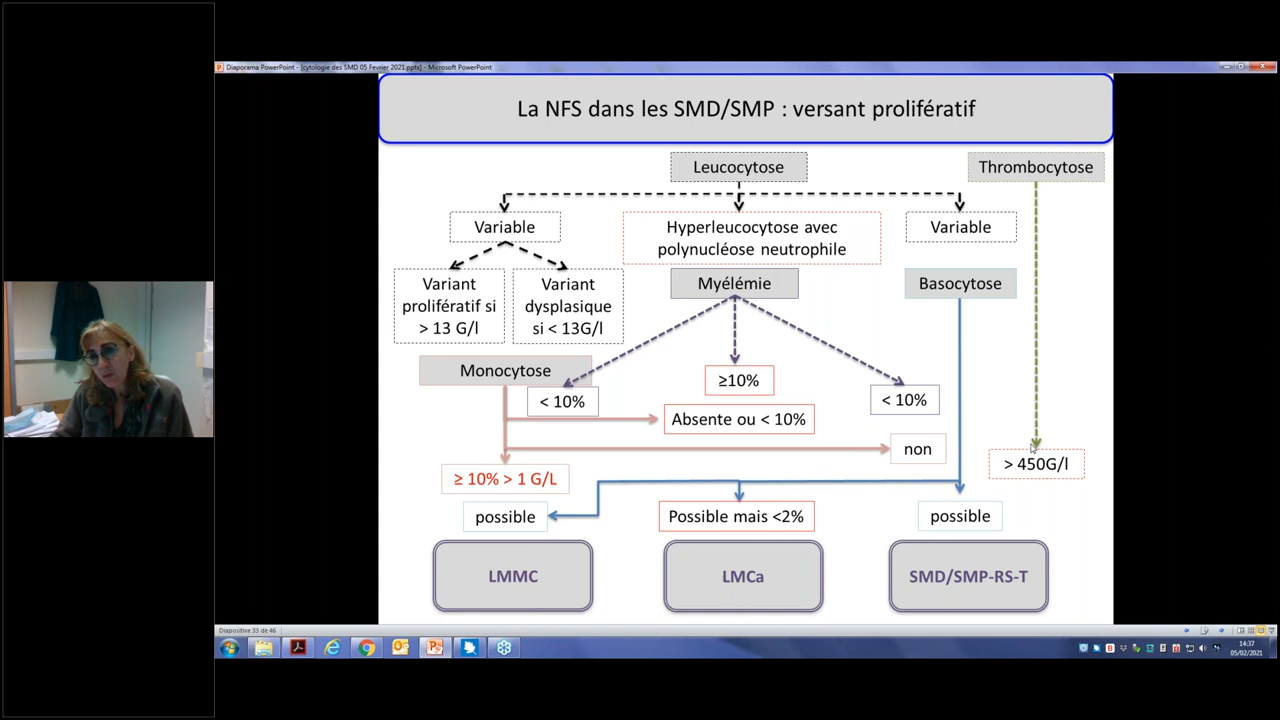 Diaporama PowerPoint - [cytologie des SMD 05 Fevrier 2021.pptx] - Microsoft PowerPoint
La NFS dans les SMD/SMP : versant prolifératif
Leucocytose
Thrombocytose
Variable
Hyperleucocytose avec
polynucléose neutrophile
Variable
Variant
prolifératif si
> 13 G/l
Variant
dysplasique
si < 13G/l
Myélémie
Basocytose
Monocytose
< 10%
≥10%
< 10%
Absente ou < 10%
non
> 450G/l
≥ 10% > 1 G/L
possible
Possible mais <2%
possible
LMMC
LMCa
SMD/SMP-RS-T
Diapositive 33 de 46
14:37
05/02/2021